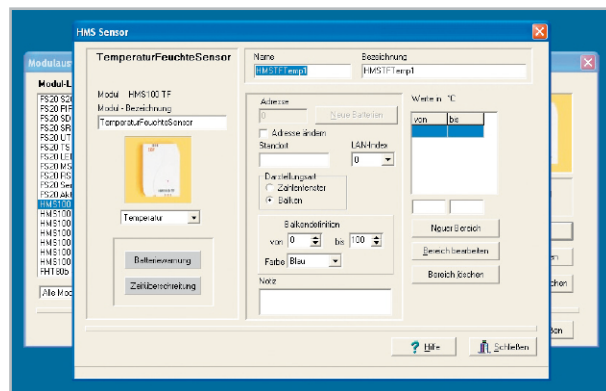 HMS Sensor
TemperaturFeuchteSensor
Modul HMS100 TF
Modul - Bezeichnung
TemperaturFeuchteSensor
Temperatur
Batteriewarnung
Zeitüberschreitung
Name
HMSTFTemp1
Bezeichnung
HMSTFTemp1
Adresse
0
Neue Batterien
Adresse ändern
Standort
LAN-Index
0
Darstellungsart
Zahlenfenster
Balken
Balkendefinition
von 0 bis 100
Farbe Blau
Notiz
Werte in °C
von bis
Neuer Bereich
Bereich bearbeiten
Bereich löschen
Hilfe
Schließen
Modulaus
Modul-L
FS20 S20
FS20 PIF
FS20 SD
FS20 SR
FS20 UT
FS20 TS
FS20 LE
FS20 MS
FS20 Se
FS20 Akt
HMS100
HMS100
HMS100
HMS100
HMS100
HMS100
HMS100
FHT80b
Alle Mod